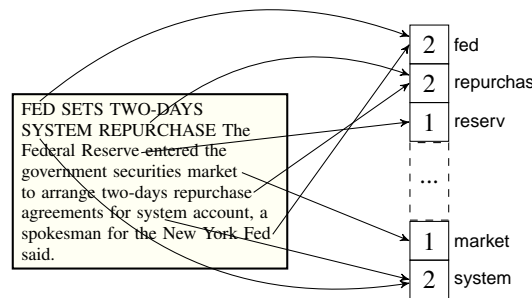 FED SETS TWO-DAYS
SYSTEM REPURCHASE The
Federal Reserve entered the
government securities market
to arrange two-days repurchase
agreements for system account, a
spokesman for the New York Fed
said.
2 fed
2 repurchas
1 reserv
...
1 market
2 system